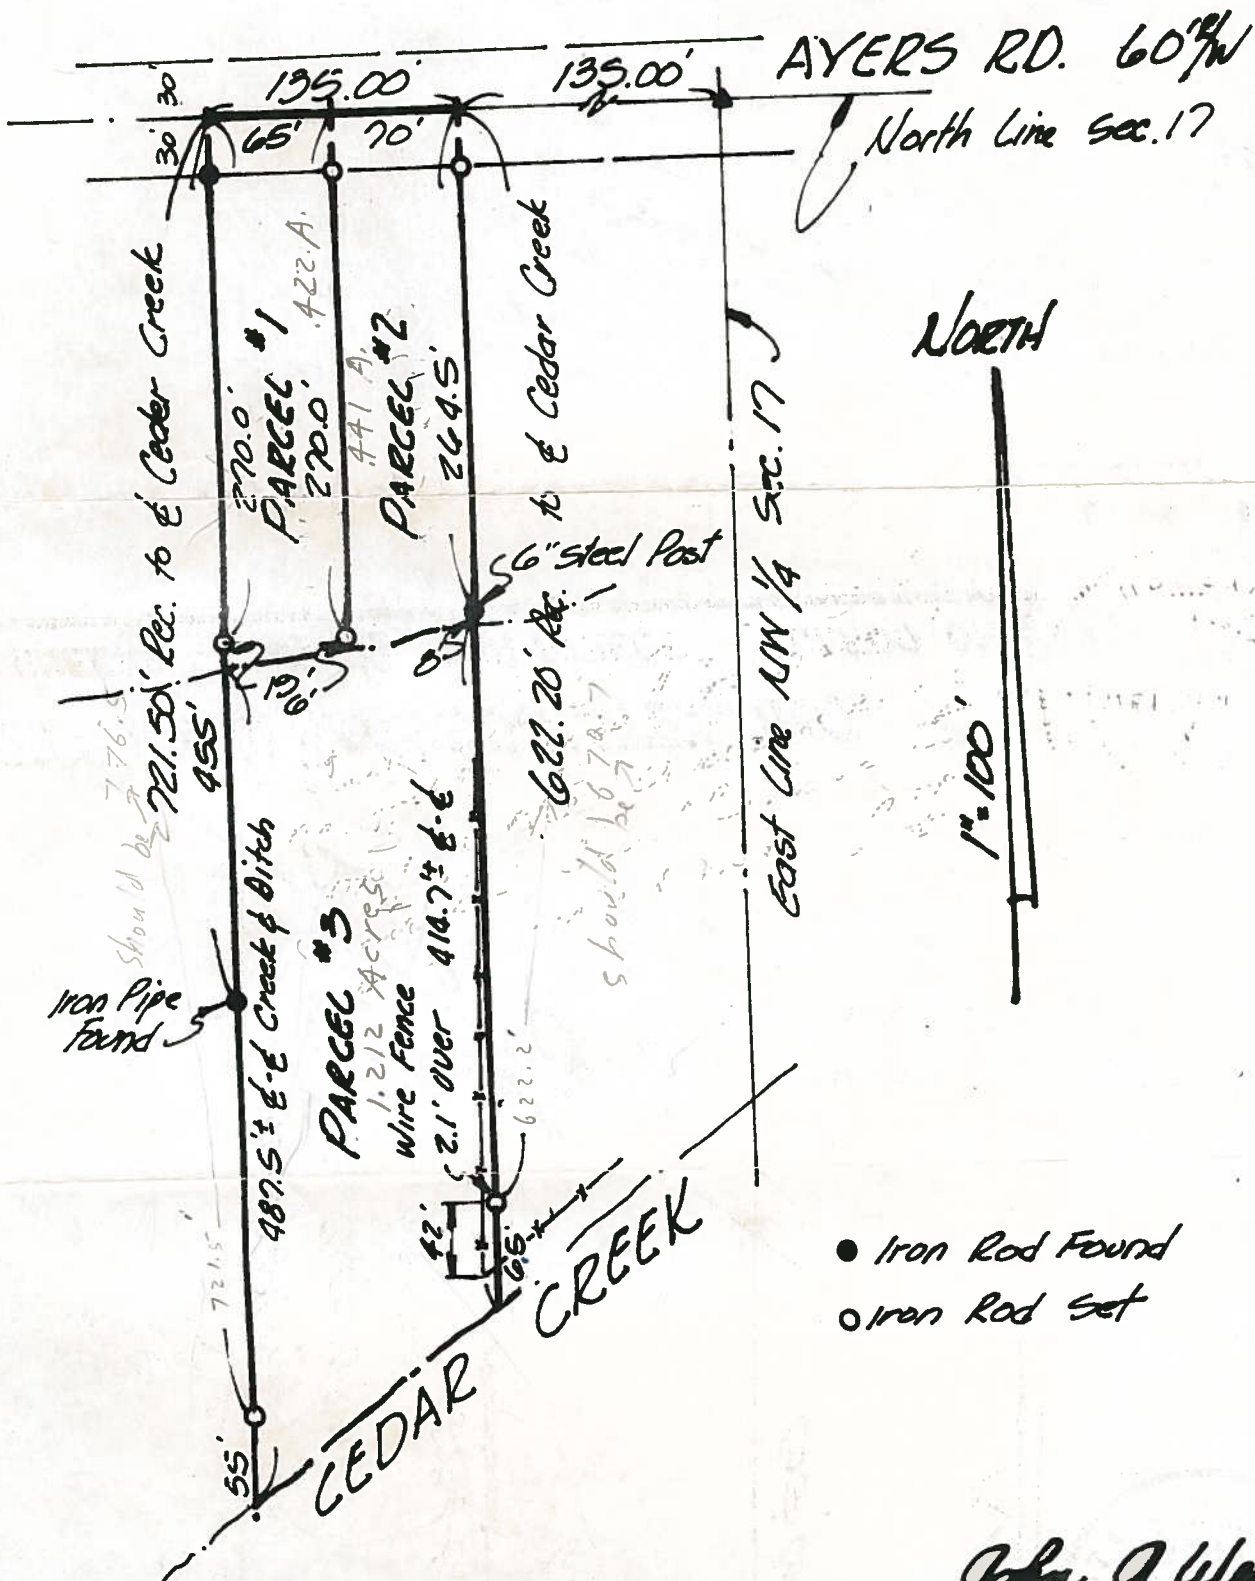 AYERS RD. 60' R/W
North Line Sec. 17
135.00'
135.00'
30'
30'
65'
70'
721.50' Rec. to ℄ Cedar Creek
should be 776.5
270.0'
PARCEL #1
270.0'
.422 A.
.441 A.
PARCEL #2
264.5'
622.20' Rec. to ℄ Cedar Creek
should be 672.7
East Line NW 1/4 Sec. 17
NORTH
1"=100'
6" Steel Post
455'
Iron Pipe
Found
487.5'± ℄-℄ Creek & Ditch
PARCEL #3
1.212 Acres
Wire Fence
2.1' Over
414.7'± ℄-℄
622.2'
721.5
42'
65'
55'
CEDAR CREEK
● Iron Rod Found
○ Iron Rod Set